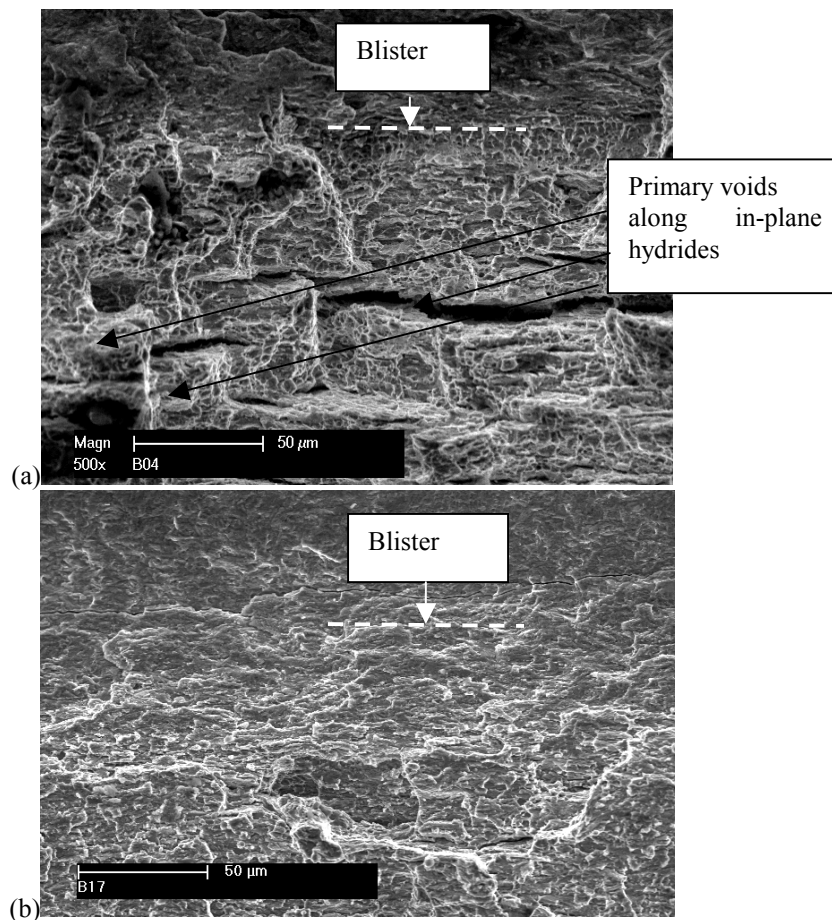 Blister
Primary voids
along in-plane
hydrides
Magn
50 µm
500x B04
(a)
Blister
50 µm
B17
(b)